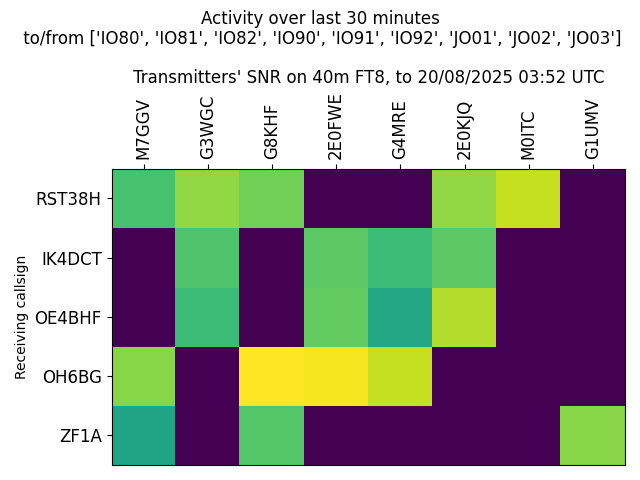 Activity over last 30 minutes
to/from ['IO80', 'IO81', 'IO82', 'IO90', 'IO91', 'IO92', 'JO01', 'JO02', 'JO03']
Transmitters' SNR on 40m FT8, to 20/08/2025 03:52 UTC
M7GGV
G3WGC
G8KHF
2E0FWE
G4MRE
2E0KJQ
M0ITC
G1UMV
Receiving callsign
RST38H
IK4DCT
OE4BHF
OH6BG
ZF1A